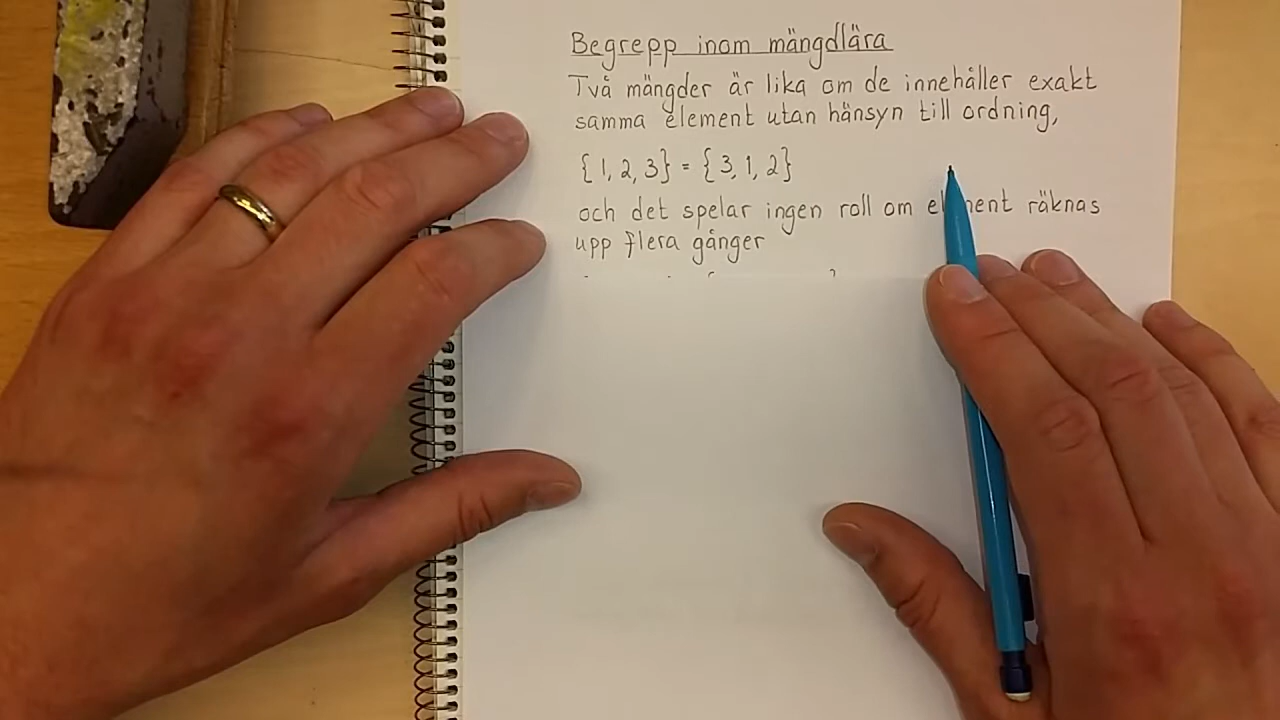 Begrepp inom mängdlära
Två mängder är lika om de innehåller exakt
samma element utan hänsyn till ordning,
{1, 2, 3} = {3, 1, 2}
och det spelar ingen roll om element räknas
upp flera gånger